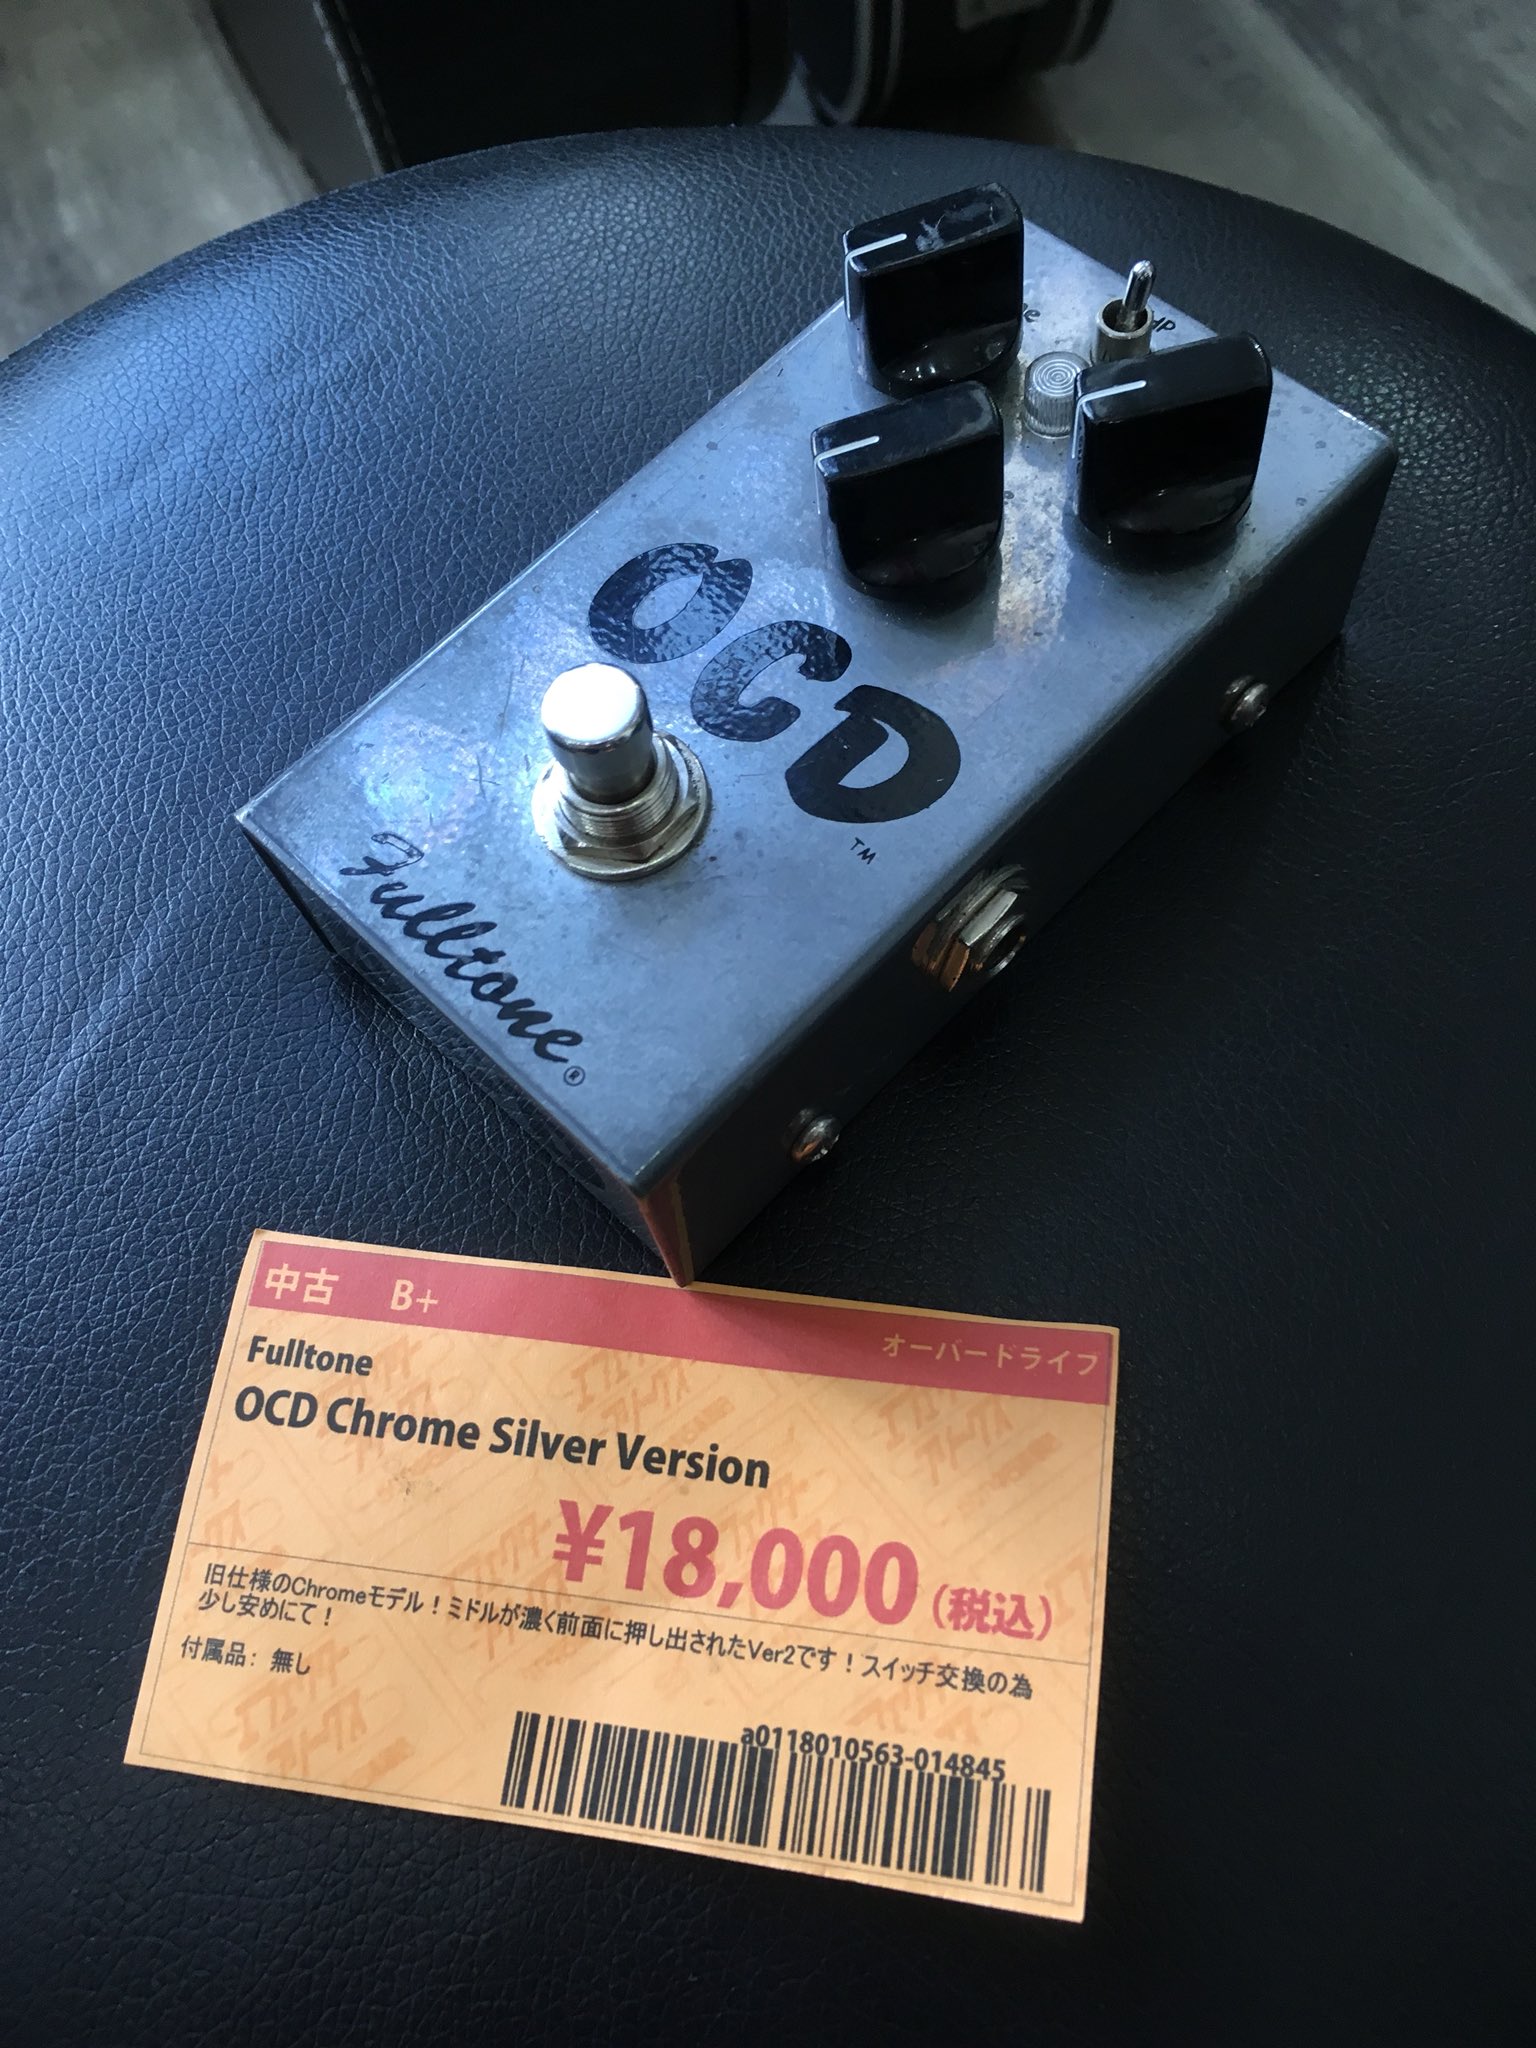 OCD
TM
Fulltone®
中古 B+
オーバードライブ
Fulltone
OCD Chrome Silver Version
¥18,000(税込)
旧仕様のChromeモデル！ミドルが濃く前面に押し出されたVer2です！スイッチ交換の為
少し安めにて！
付属品: 無し
a0118010563-014845